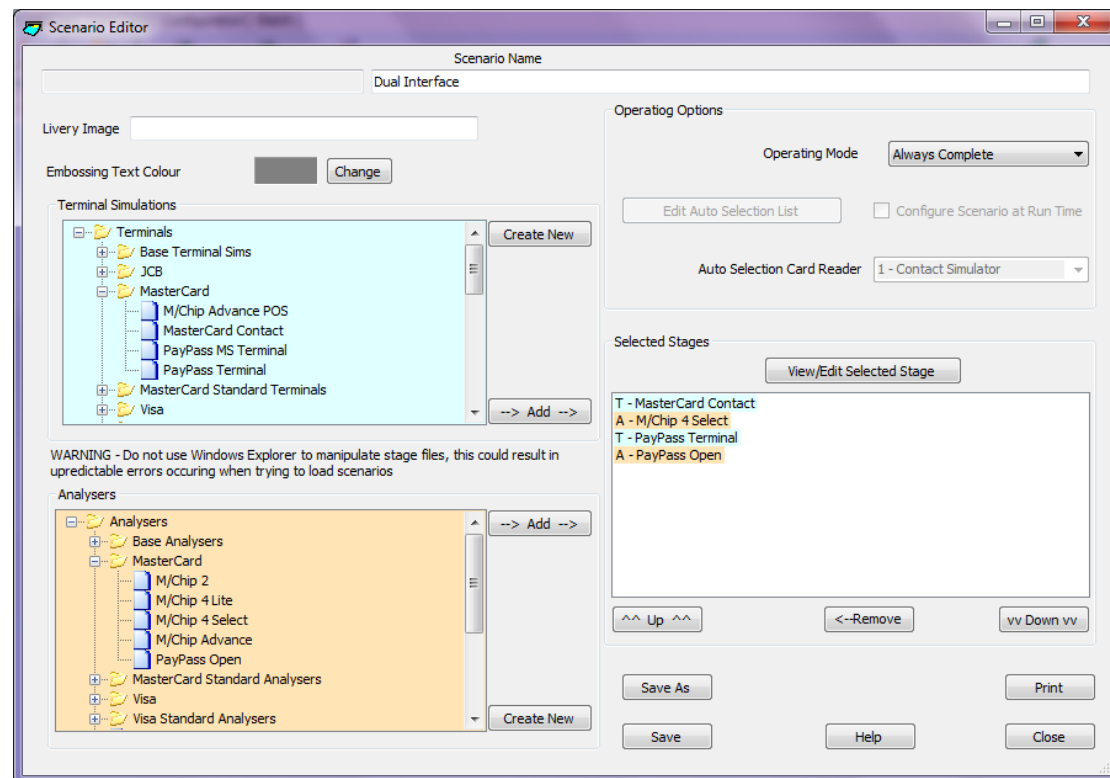 Scenario Editor
Scenario Name
Dual Interface
Livery Image
Embossing Text Colour
Change
Terminal Simulations
Terminals
Base Terminal Sims
JCB
MasterCard
M/Chip Advance POS
MasterCard Contact
PayPass MS Terminal
PayPass Terminal
MasterCard Standard Terminals
Visa
Create New
--> Add -->
WARNING - Do not use Windows Explorer to manipulate stage files, this could result in
upredictable errors occuring when trying to load scenarios
Analysers
Analysers
Base Analysers
MasterCard
M/Chip 2
M/Chip 4 Lite
M/Chip 4 Select
M/Chip Advance
PayPass Open
MasterCard Standard Analysers
Visa
Visa Standard Analysers
--> Add -->
Create New
Operatiog Options
Operating Mode
Always Complete
Edit Auto Selection List
Configure Scenario at Run Time
Auto Selection Card Reader
1 - Contact Simulator
Selected Stages
View/Edit Selected Stage
T - MasterCard Contact
A - M/Chip 4 Select
T - PayPass Terminal
A - PayPass Open
^^ Up ^^
<--Remove
vv Down vv
Save As
Print
Save
Help
Close